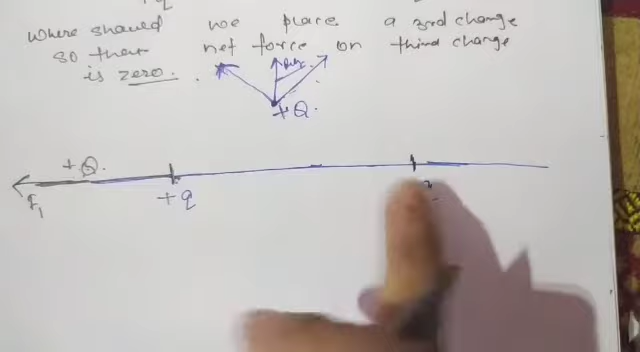 q
Where should we place a 3rd charge
so that net force on third charge
is zero.
+Q.
+Q
F1 +q